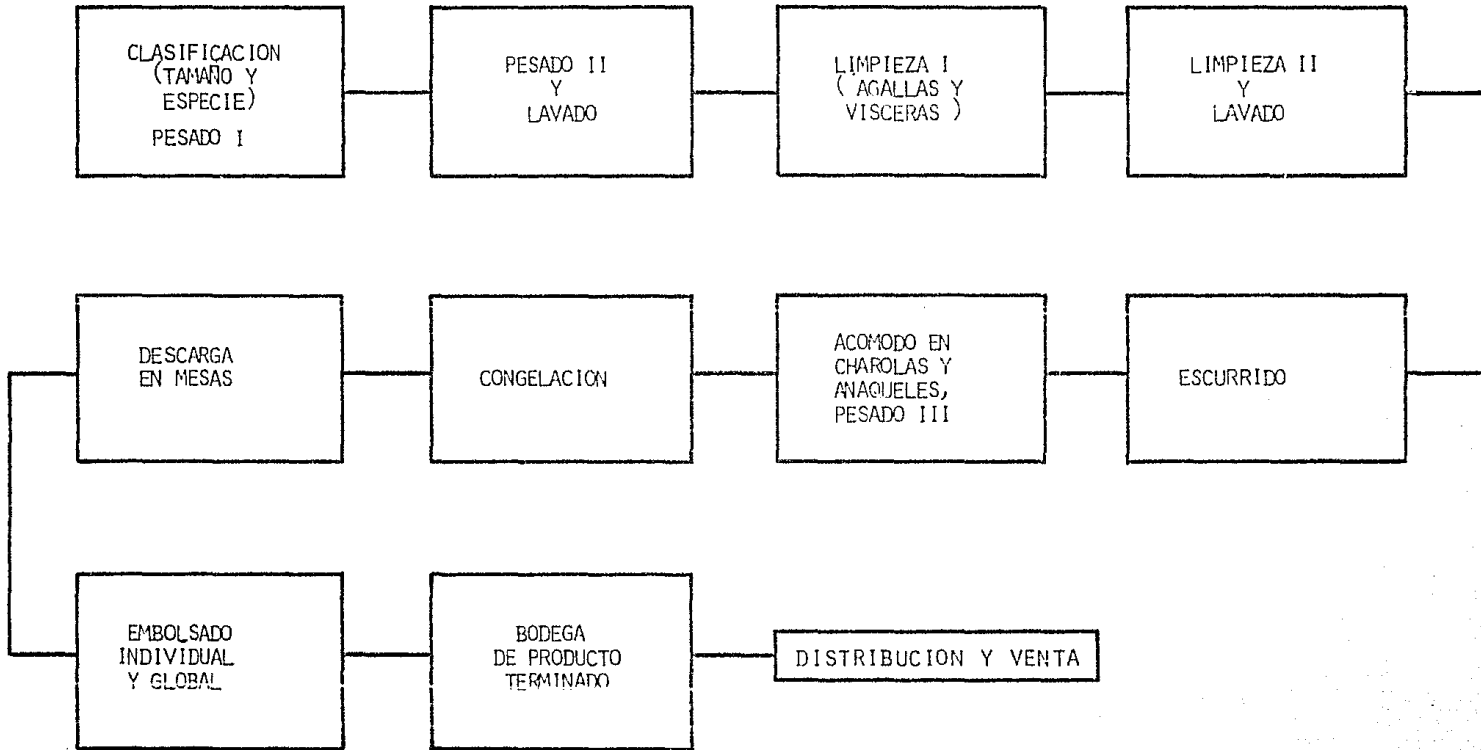 CLASIFICACION
(TAMAÑO Y
ESPECIE)
PESADO I
PESADO II
Y
LAVADO
LIMPIEZA I
( AGALLAS Y
VISCERAS )
LIMPIEZA II
Y
LAVADO
DESCARGA
EN MESAS
CONGELACION
ACOMODO EN
CHAROLAS Y
ANAQUELES,
PESADO III
ESCURRIDO
EMBOLSADO
INDIVIDUAL
Y GLOBAL
BODEGA
DE PRODUCTO
TERMINADO
DISTRIBUCION Y VENTA